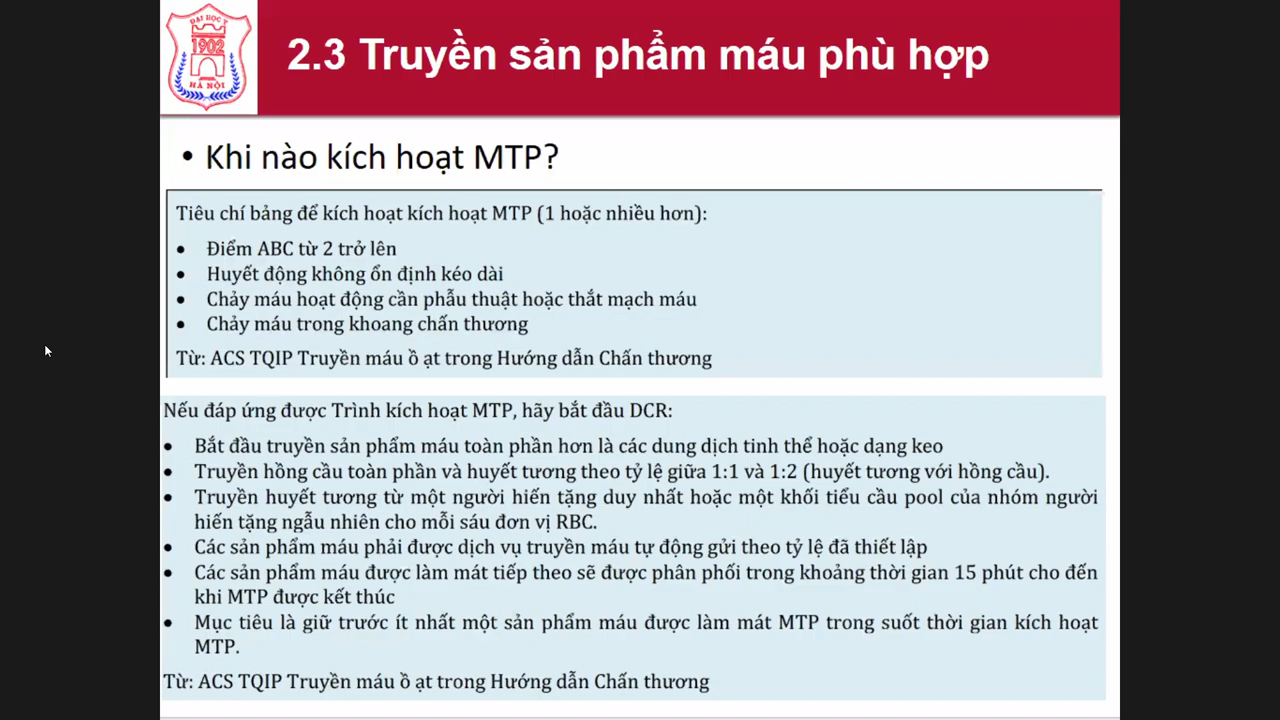 ĐẠI HỌC Y
1902
HÀ NỘI
2.3 Truyền sản phẩm máu phù hợp
• Khi nào kích hoạt MTP?
Tiêu chí bảng để kích hoạt kích hoạt MTP (1 hoặc nhiều hơn):
• Điểm ABC từ 2 trở lên
• Huyết động không ổn định kéo dài
• Chảy máu hoạt động cần phẫu thuật hoặc thắt mạch máu
• Chảy máu trong khoang chấn thương
Từ: ACS TQIP Truyền máu ồ ạt trong Hướng dẫn Chấn thương
Nếu đáp ứng được Trình kích hoạt MTP, hãy bắt đầu DCR:
• Bắt đầu truyền sản phẩm máu toàn phần hơn là các dung dịch tinh thể hoặc dạng keo
• Truyền hồng cầu toàn phần và huyết tương theo tỷ lệ giữa 1:1 và 1:2 (huyết tương với hồng cầu).
• Truyền huyết tương từ một người hiến tặng duy nhất hoặc một khối tiểu cầu pool của nhóm người
hiến tặng ngẫu nhiên cho mỗi sáu đơn vị RBC.
• Các sản phẩm máu phải được dịch vụ truyền máu tự động gửi theo tỷ lệ đã thiết lập
• Các sản phẩm máu được làm mát tiếp theo sẽ được phân phối trong khoảng thời gian 15 phút cho đến
khi MTP được kết thúc
• Mục tiêu là giữ trước ít nhất một sản phẩm máu được làm mát MTP trong suốt thời gian kích hoạt
MTP.
Từ: ACS TQIP Truyền máu ồ ạt trong Hướng dẫn Chấn thương